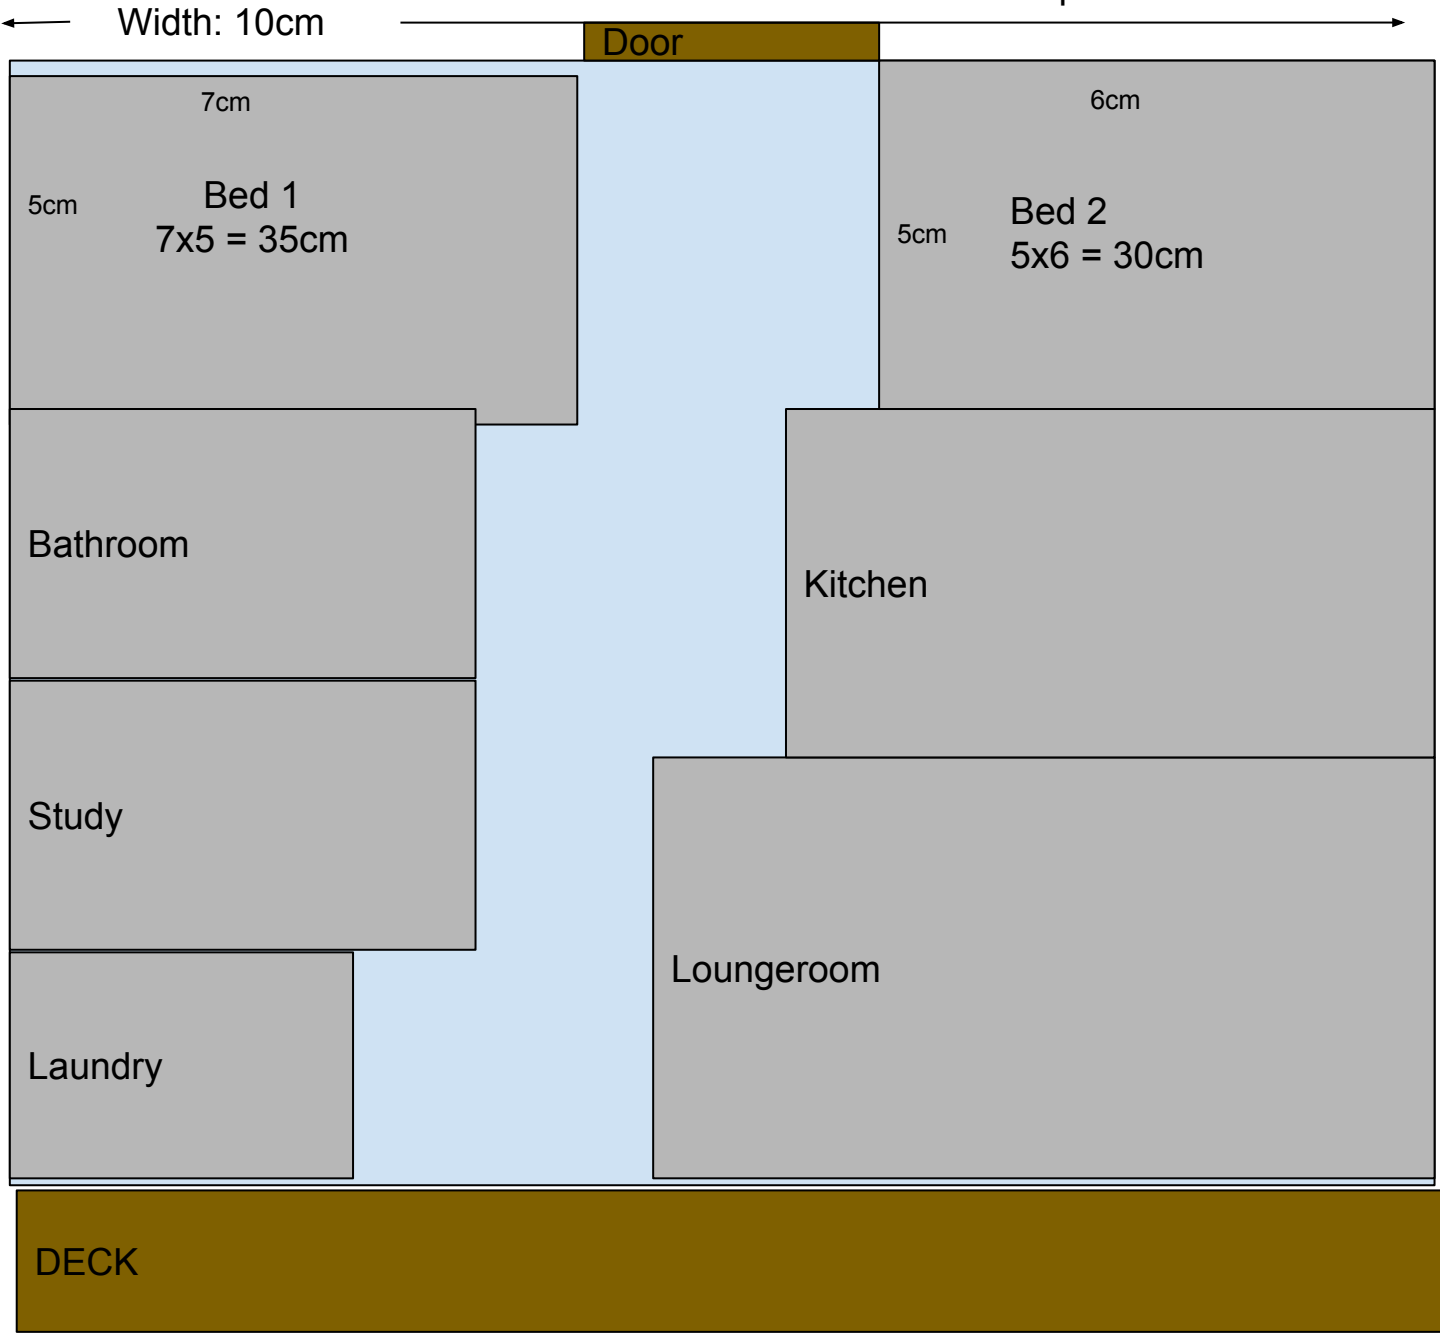 Width: 10cm
Door
7cm
6cm
5cm
Bed 1
7x5 = 35cm
5cm
Bed 2
5x6 = 30cm
Bathroom
Kitchen
Study
Loungeroom
Laundry
DECK